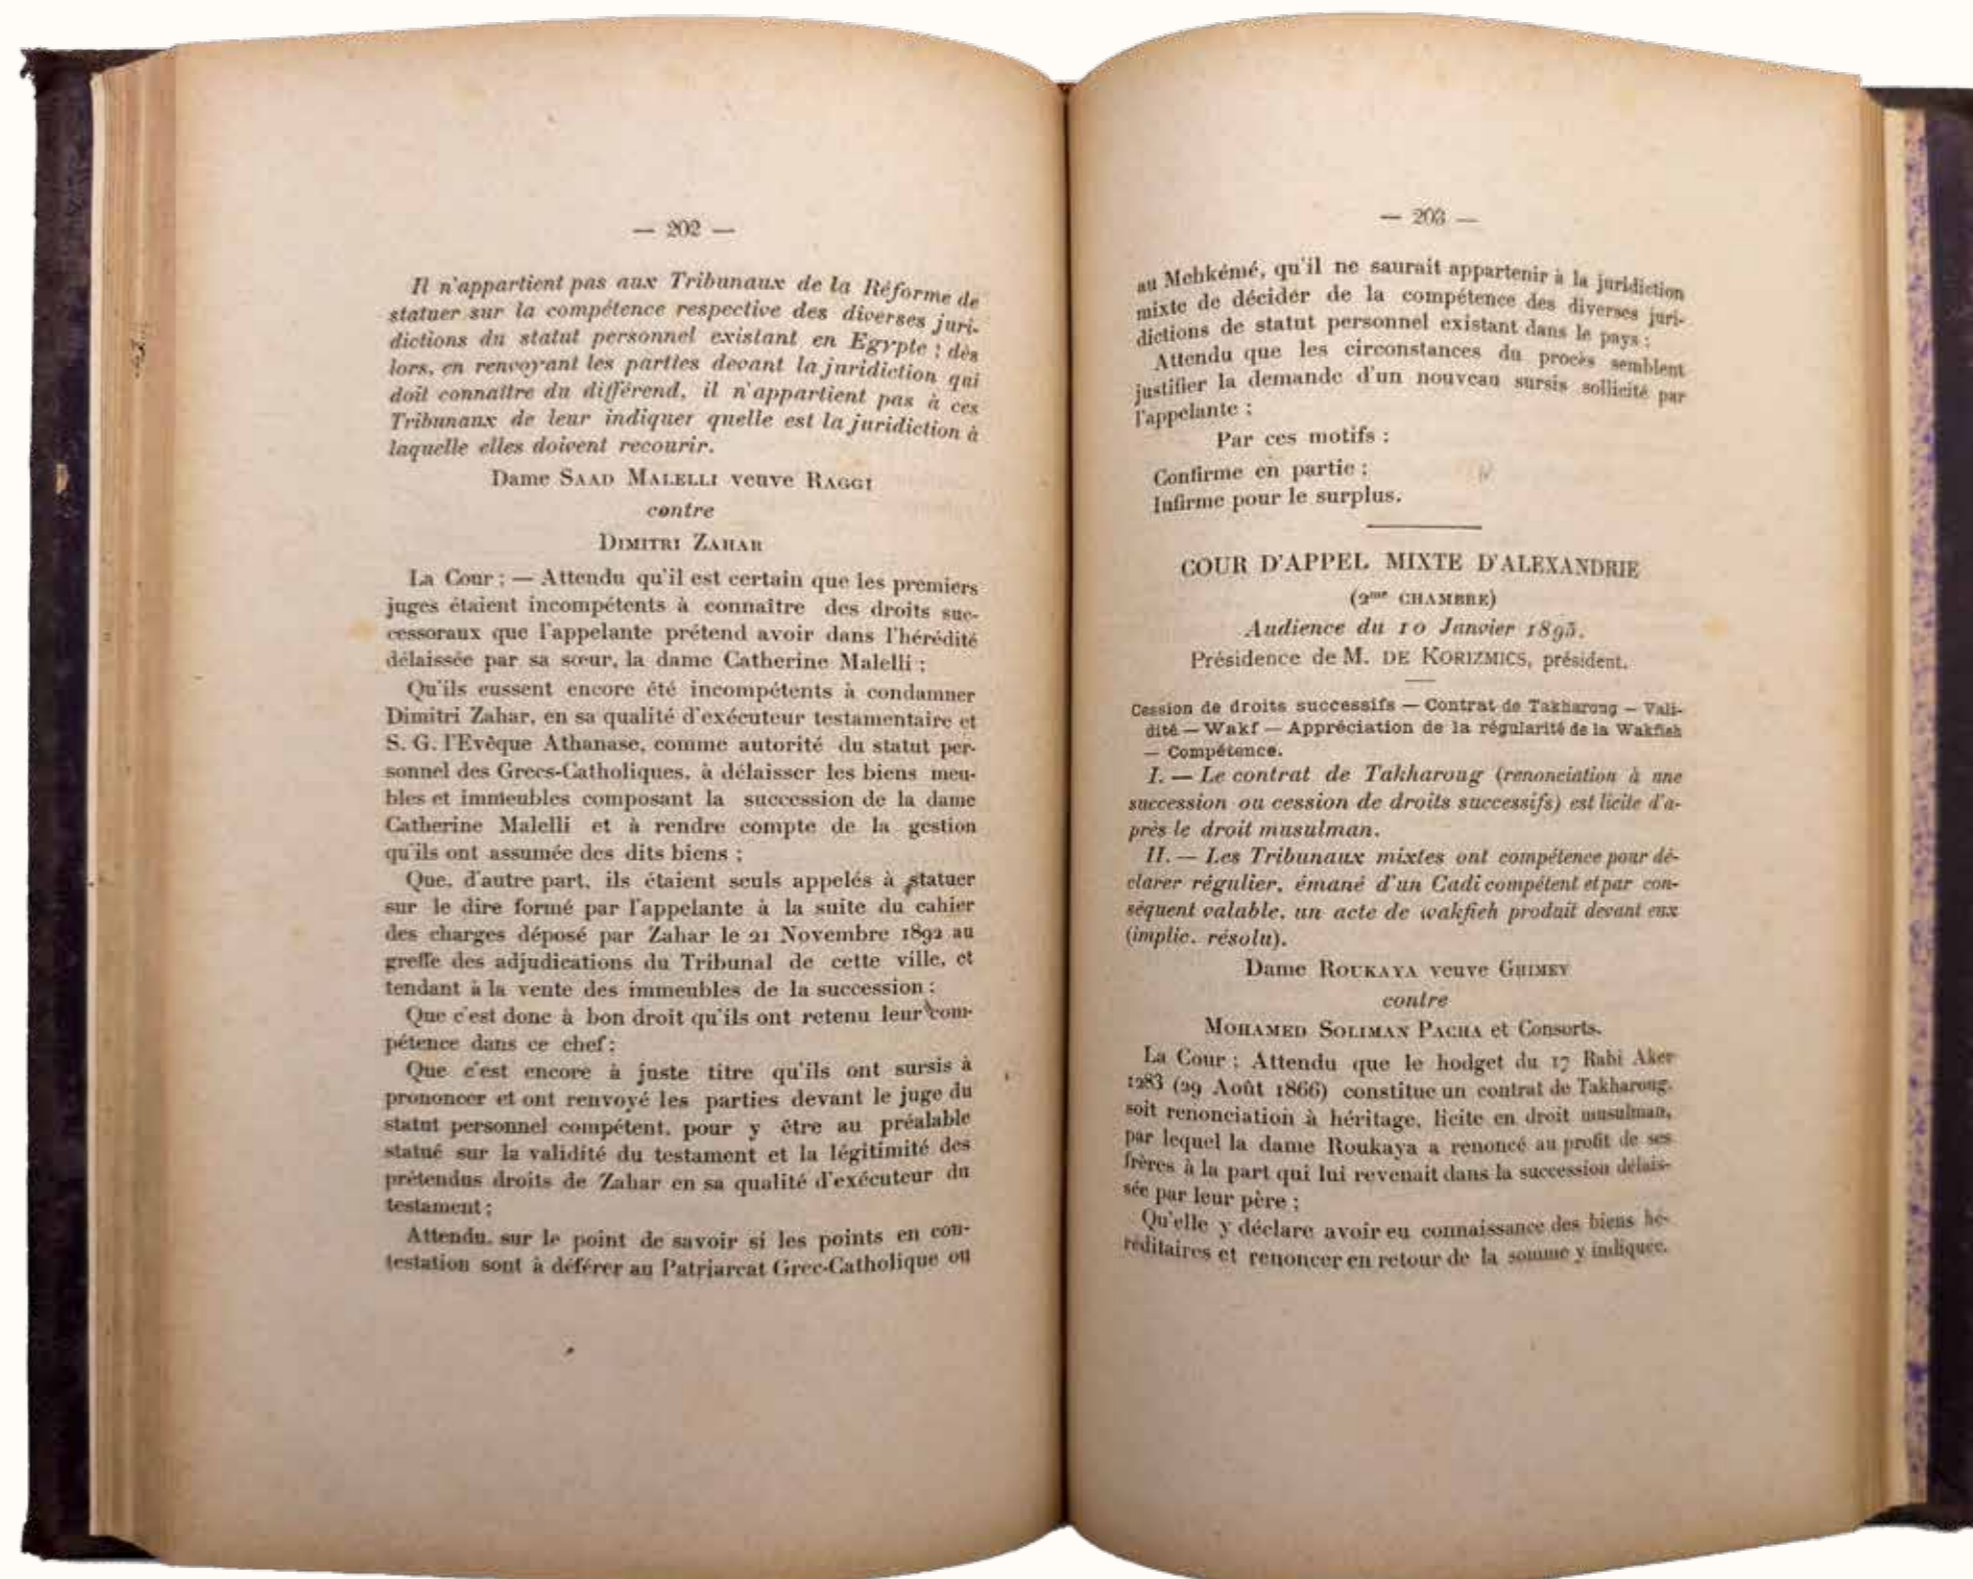 — 202 —
Il n'appartient pas aux Tribunaux de la Réforme de
statuer sur la compétence respective des diverses juri-
dictions du statut personnel existant en Egypte ; dès
lors, en renvoyant les parties devant la juridiction qui
doit connaître du différend, il n'appartient pas à ces
Tribunaux de leur indiquer quelle est la juridiction à
laquelle elles doivent recourir.
Dame SAAD MALELLI veuve RAGGI
contre
DIMITRI ZAHAR
La Cour ; — Attendu qu'il est certain que les premiers
juges étaient incompétents à connaître des droits suc-
cessoraux que l'appelante prétend avoir dans l'hérédité
délaissée par sa sœur, la dame Catherine Malelli ;
Qu'ils eussent encore été incompétents à condamner
Dimitri Zahar, en sa qualité d'exécuteur testamentaire et
S. G. l'Evêque Athanase, comme autorité du statut per-
sonnel des Grecs-Catholiques, à délaisser les biens meu-
bles et immeubles composant la succession de la dame
Catherine Malelli et à rendre compte de la gestion
qu'ils ont assumée des dits biens ;
Que, d'autre part, ils étaient seuls appelés à statuer
sur le dire formé par l'appelante à la suite du cahier
des charges déposé par Zahar le 21 Novembre 1892 au
greffe des adjudications du Tribunal de cette ville, et
tendant à la vente des immeubles de la succession ;
Que c'est donc à bon droit qu'ils ont retenu leur com-
pétence dans ce chef ;
Que c'est encore à juste titre qu'ils ont sursis à
prononcer et ont renvoyé les parties devant le juge du
statut personnel compétent, pour y être au préalable
statué sur la validité du testament et la légitimité des
prétendus droits de Zahar en sa qualité d'exécuteur du
testament ;
Attendu, sur le point de savoir si les points en con-
testation sont à déférer au Patriarcat Grec-Catholique ou
— 203 —
au Mehkémé, qu'il ne saurait appartenir à la juridiction
mixte de décider de la compétence des diverses juri-
dictions de statut personnel existant dans le pays ;
Attendu que les circonstances du procès semblent
justifier la demande d'un nouveau sursis sollicité par
l'appelante ;
Par ces motifs :
Confirme en partie ;
Infirme pour le surplus.
COUR D'APPEL MIXTE D'ALEXANDRIE
(2me CHAMBRE)
Audience du 10 Janvier 1895.
Présidence de M. DE KORIZMICS, président.
Cession de droits successifs — Contrat de Takharoug — Vali-
dité — Wakf — Appréciation de la régularité de la Wakfieh
— Compétence.
I. — Le contrat de Takharoug (renonciation à une
succession ou cession de droits successifs) est licite d'a-
près le droit musulman.
II. — Les Tribunaux mixtes ont compétence pour dé-
clarer régulier, émané d'un Cadi compétent et par con-
séquent valable, un acte de wakfieh produit devant eux
(implic. résolu).
Dame ROUKAYA veuve GHIMEY
contre
MOHAMED SOLIMAN PACHA et Consorts.
La Cour ; Attendu que le hodget du 17 Rabi Aker
1283 (29 Août 1866) constitue un contrat de Takharoug,
soit renonciation à héritage, licite en droit musulman,
par lequel la dame Roukaya a renoncé au profit de ses
frères à la part qui lui revenait dans la succession délais-
sée par leur père ;
Qu'elle y déclare avoir eu connaissance des biens hé-
réditaires et renoncer en retour de la somme y indiquée,